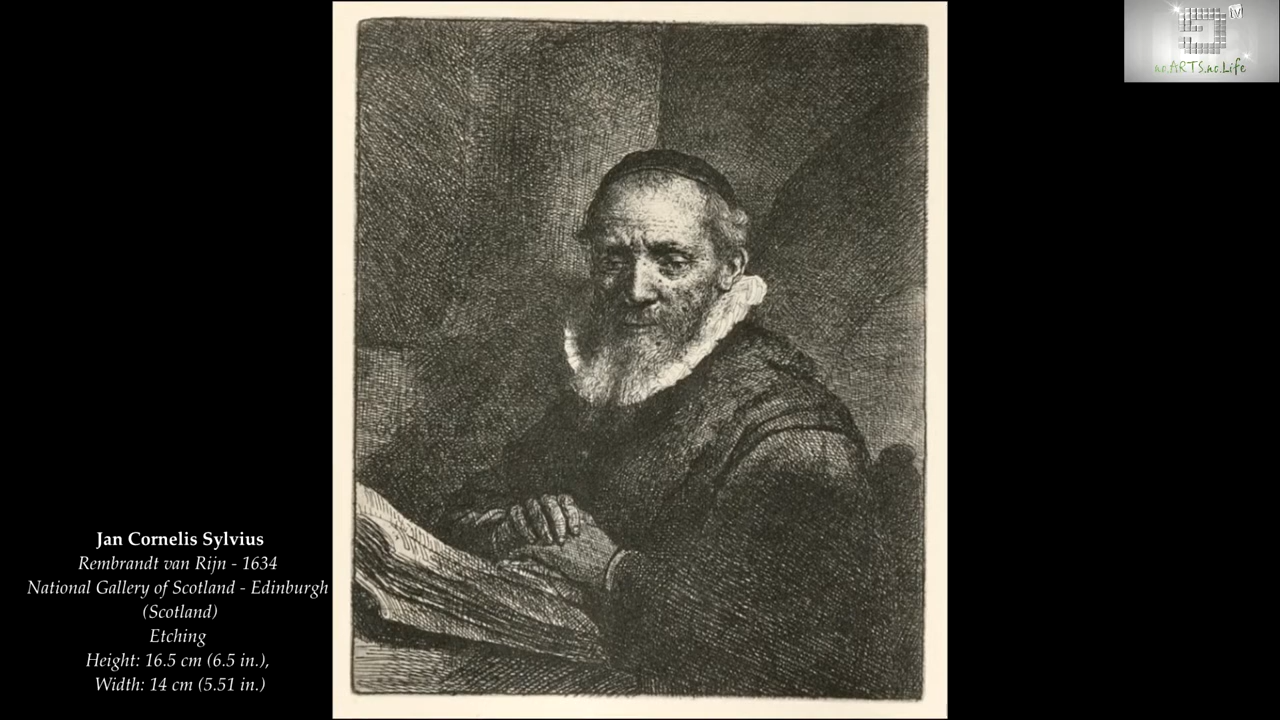 tv
no.ARTS.no.Life
Jan Cornelis Sylvius
Rembrandt van Rijn - 1634
National Gallery of Scotland - Edinburgh
(Scotland)
Etching
Height: 16.5 cm (6.5 in.),
Width: 14 cm (5.51 in.)